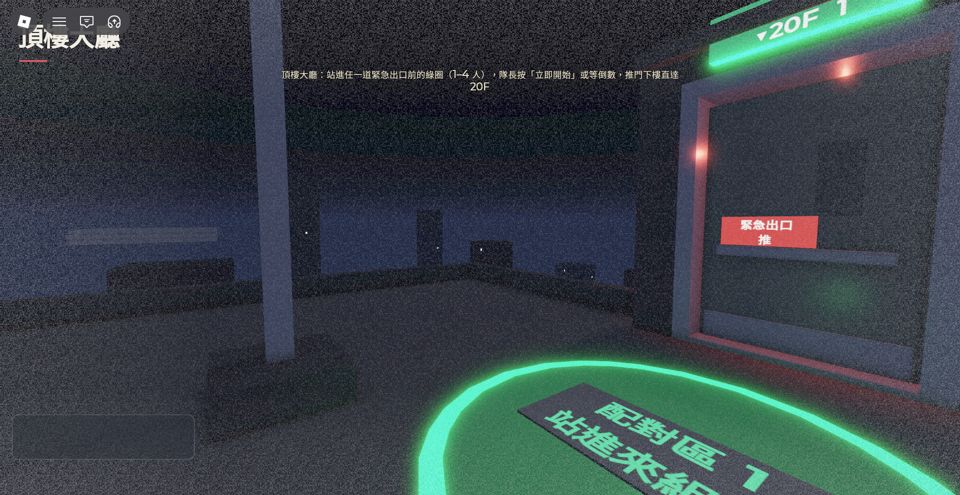 頂樓大廳
頂樓大廳：站進任一道緊急出口前的綠圈（1–4 人），隊長按「立即開始」或等倒數，推門下樓直達
20F
▼20F 1
緊急出口
推
配對區 1
站進來組